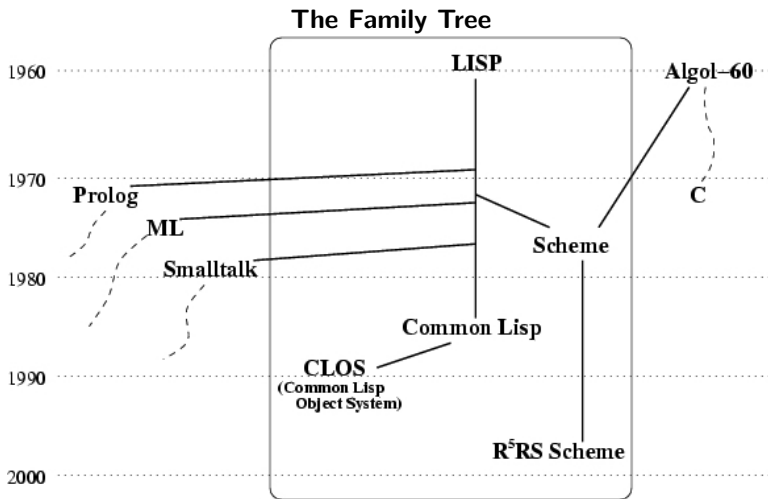 The Family Tree
LISP
1960
Algol–60
1970
Prolog
C
ML
Scheme
Smalltalk
1980
Common Lisp
CLOS
1990
(Common Lisp
Object System)
R⁵RS Scheme
2000